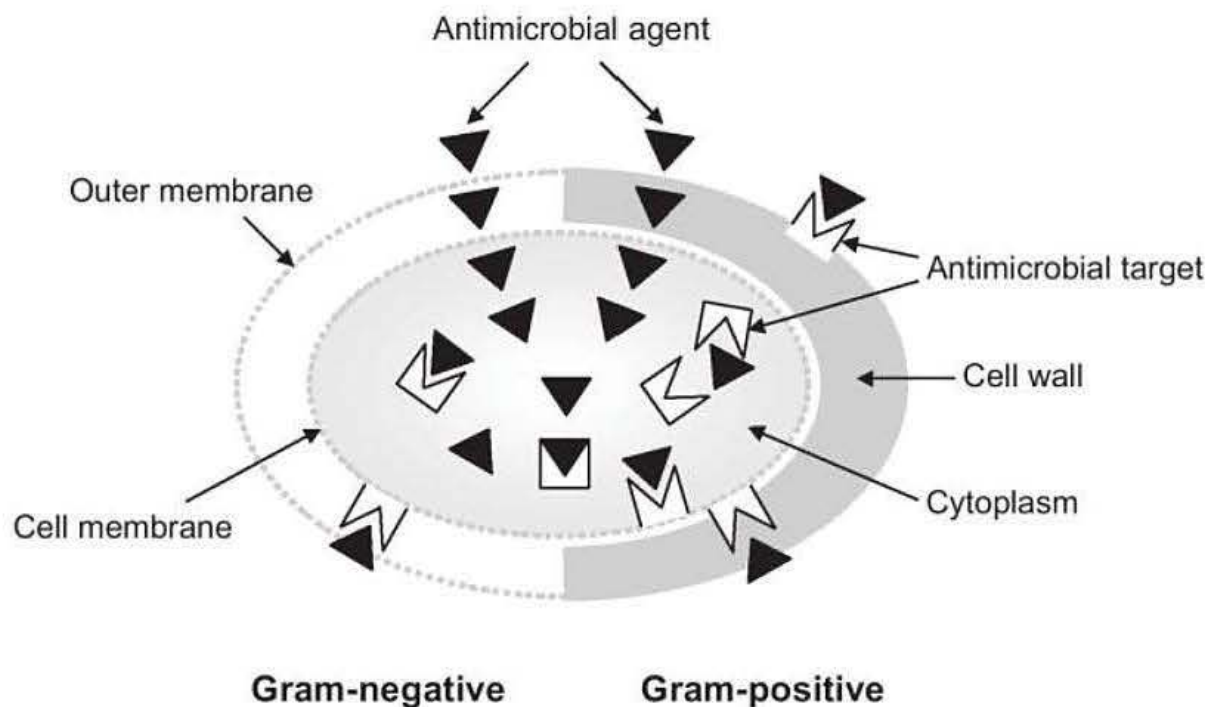 Antimicrobial agent
Outer membrane
Antimicrobial target
Cell wall
Cytoplasm
Cell membrane
Gram-negative
Gram-positive